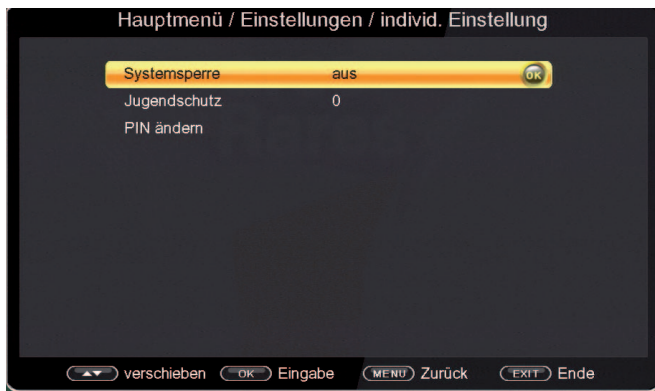 Hauptmenü / Einstellungen / individ. Einstellung
Systemsperre aus OK
Jugendschutz 0
PIN ändern
verschieben OK Eingabe MENU Zurück EXIT Ende